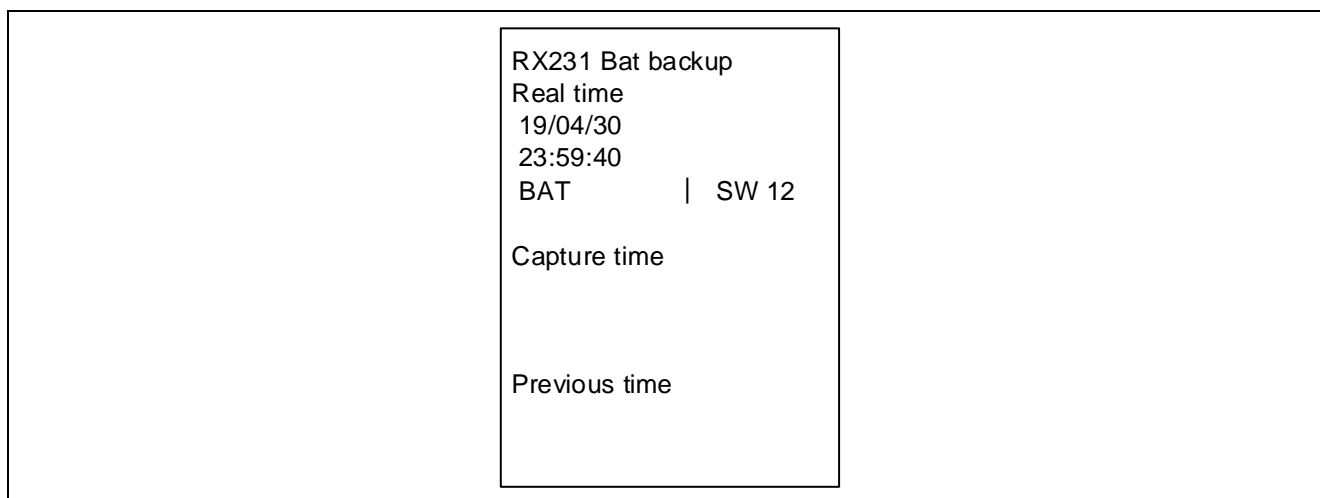 RX231 Bat backup
Real time
19/04/30
23:59:40
BAT | SW 12
Capture time
Previous time